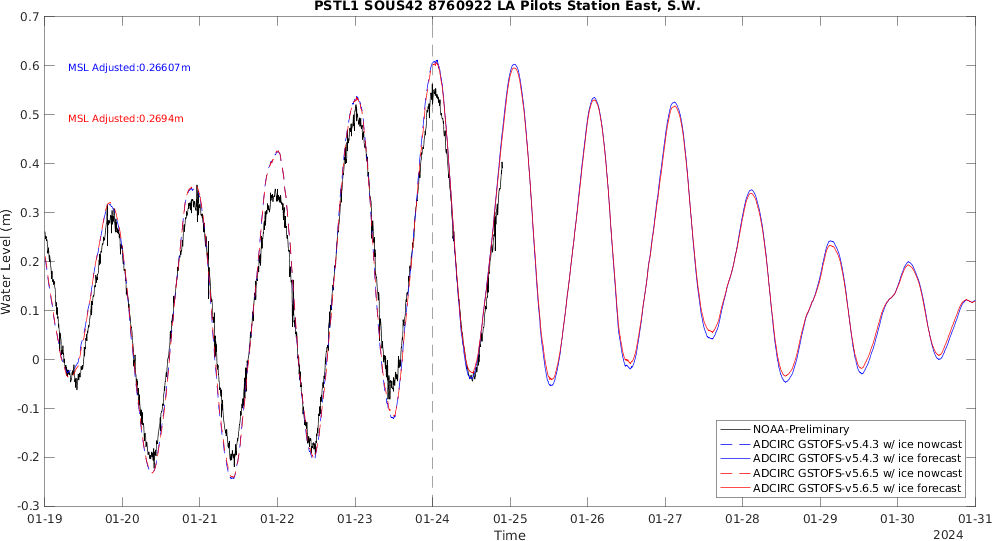 PSTL1 SOUS42 8760922 LA Pilots Station East, S.W.
0.7
0.6
0.5
0.4
0.3
0.2
0.1
0
-0.1
-0.2
-0.3
Water Level (m)
MSL Adjusted:0.26607m
MSL Adjusted:0.2694m
NOAA-Preliminary
ADCIRC GSTOFS-v5.4.3 w/ ice nowcast
ADCIRC GSTOFS-v5.4.3 w/ ice forecast
ADCIRC GSTOFS-v5.6.5 w/ ice nowcast
ADCIRC GSTOFS-v5.6.5 w/ ice forecast
01-19 01-20 01-21 01-22 01-23 01-24 01-25 01-26 01-27 01-28 01-29 01-30 01-31
Time
2024